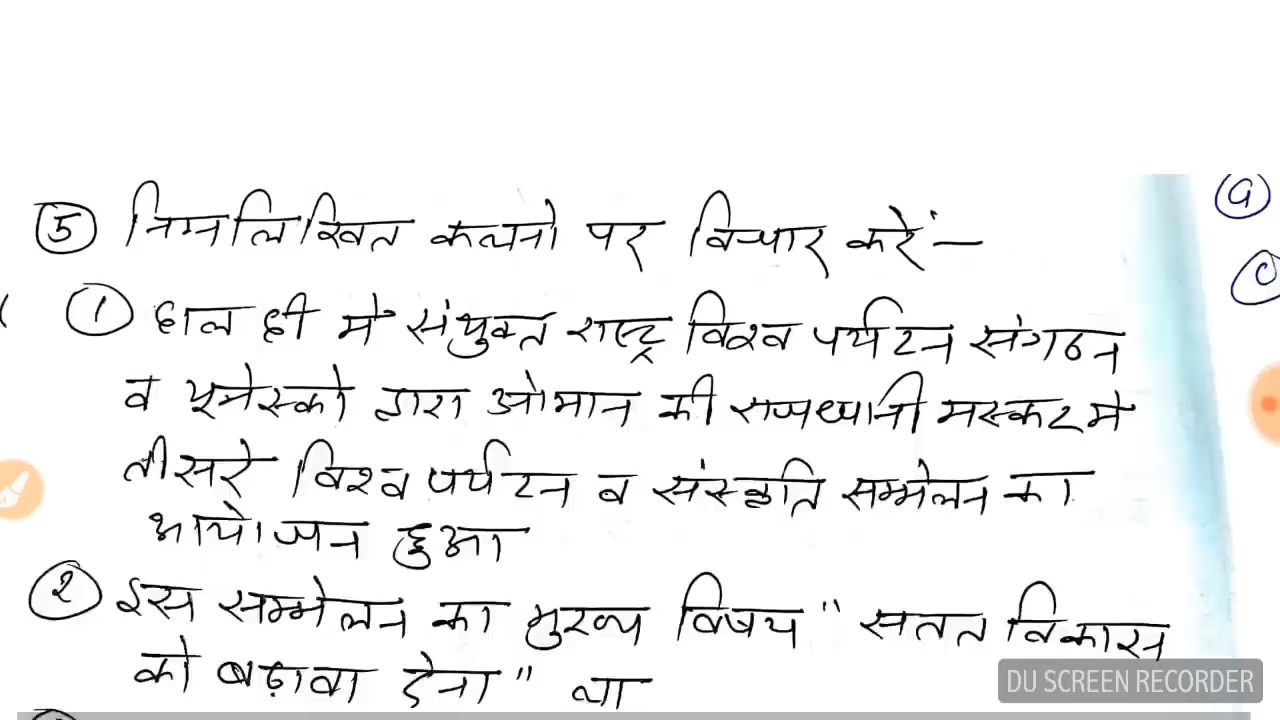 5 निम्नलिखित कथनो पर विचार करें -
a
1 हाल ही मे संयुक्त राष्ट्र विश्व पर्यटन संगठन
c
व यूनेस्को द्वारा ओमान की राजधानी मस्कट मे
तीसरे विश्व पर्यटन व संस्कृति सम्मेलन का
आयोजन हुआ
2 इस सम्मेलन का मुख्य विषय "सतत विकास
को बढ़ावा देना" था
DU SCREEN RECORDER